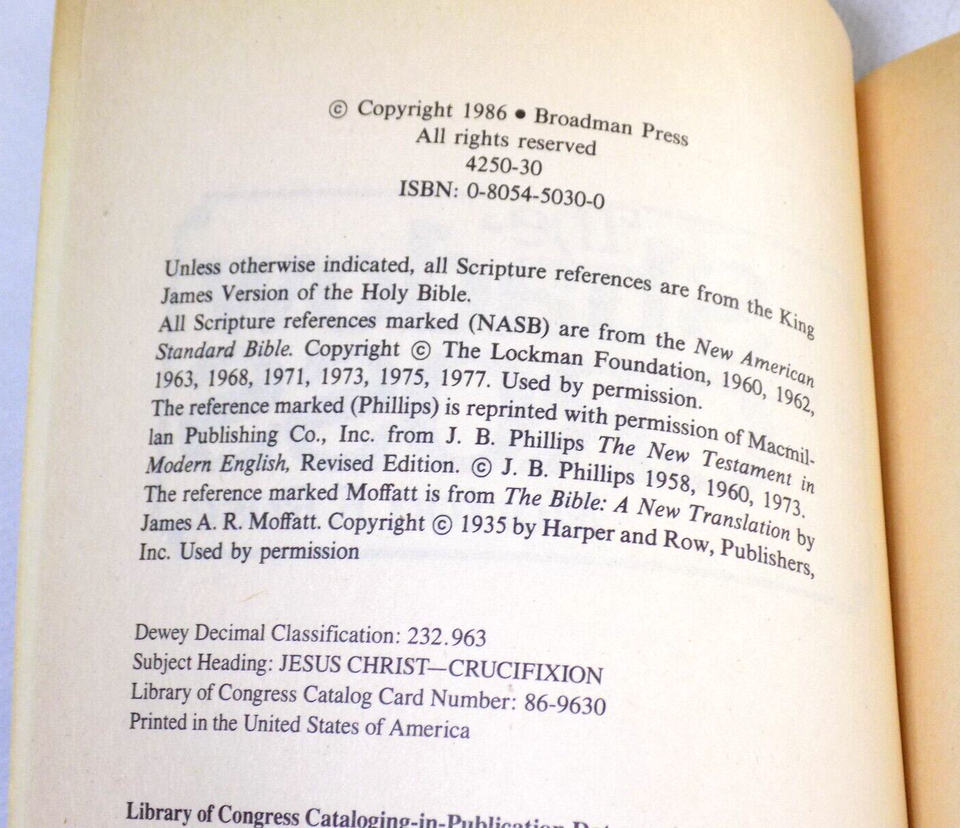 © Copyright 1986 ● Broadman Press
All rights reserved
4250-30
ISBN: 0-8054-5030-0
Unless otherwise indicated, all Scripture references are from the King
James Version of the Holy Bible.
All Scripture references marked (NASB) are from the New American
Standard Bible. Copyright © The Lockman Foundation, 1960, 1962,
1963, 1968, 1971, 1973, 1975, 1977. Used by permission.
The reference marked (Phillips) is reprinted with permission of Macmil-
lan Publishing Co., Inc. from J. B. Phillips The New Testament in
Modern English, Revised Edition. © J. B. Phillips 1958, 1960, 1973.
The reference marked Moffatt is from The Bible: A New Translation by
James A. R. Moffatt. Copyright © 1935 by Harper and Row, Publishers,
Inc. Used by permission
Dewey Decimal Classification: 232.963
Subject Heading: JESUS CHRIST—CRUCIFIXION
Library of Congress Catalog Card Number: 86-9630
Printed in the United States of America
Library of Congress Cataloging-in-Publication